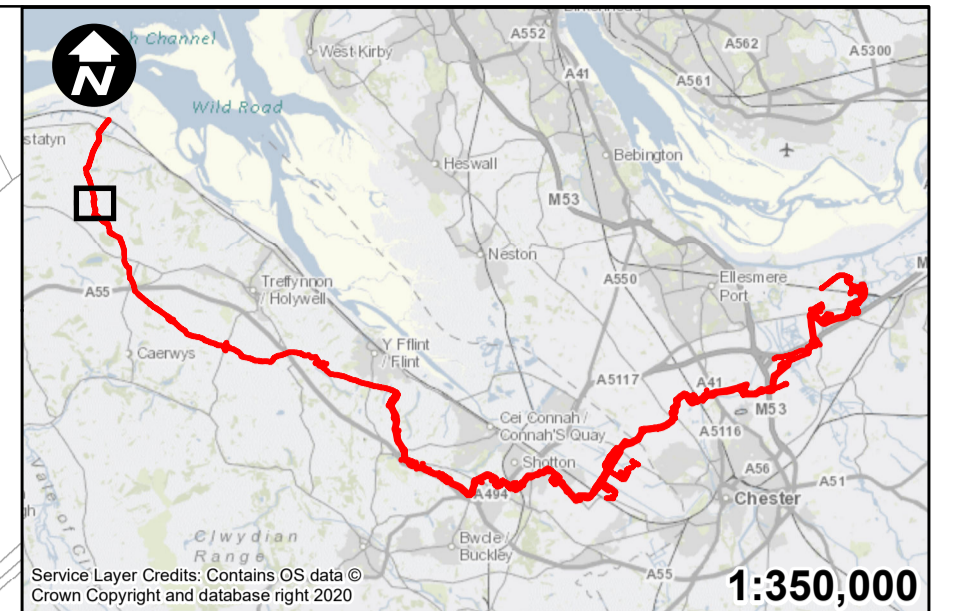 N
h Channel
West Kirby
A552
A562
A5300
A41
A561
Wild Road
statyn
Heswall
Bebington
M53
Neston
A550
Ellesmere
Port
M
A55
Treffynnon
/ Holywell
Caerwys
Y Fflint
/ Flint
A5117
A41
M53
Cei Connah /
Connah'S Quay
A5116
Shotton
A56
A51
A494
Chester
gh
Clwydian
Range
Bwcle /
Buckley
A55
Service Layer Credits: Contains OS data ©
Crown Copyright and database right 2020
1:350,000